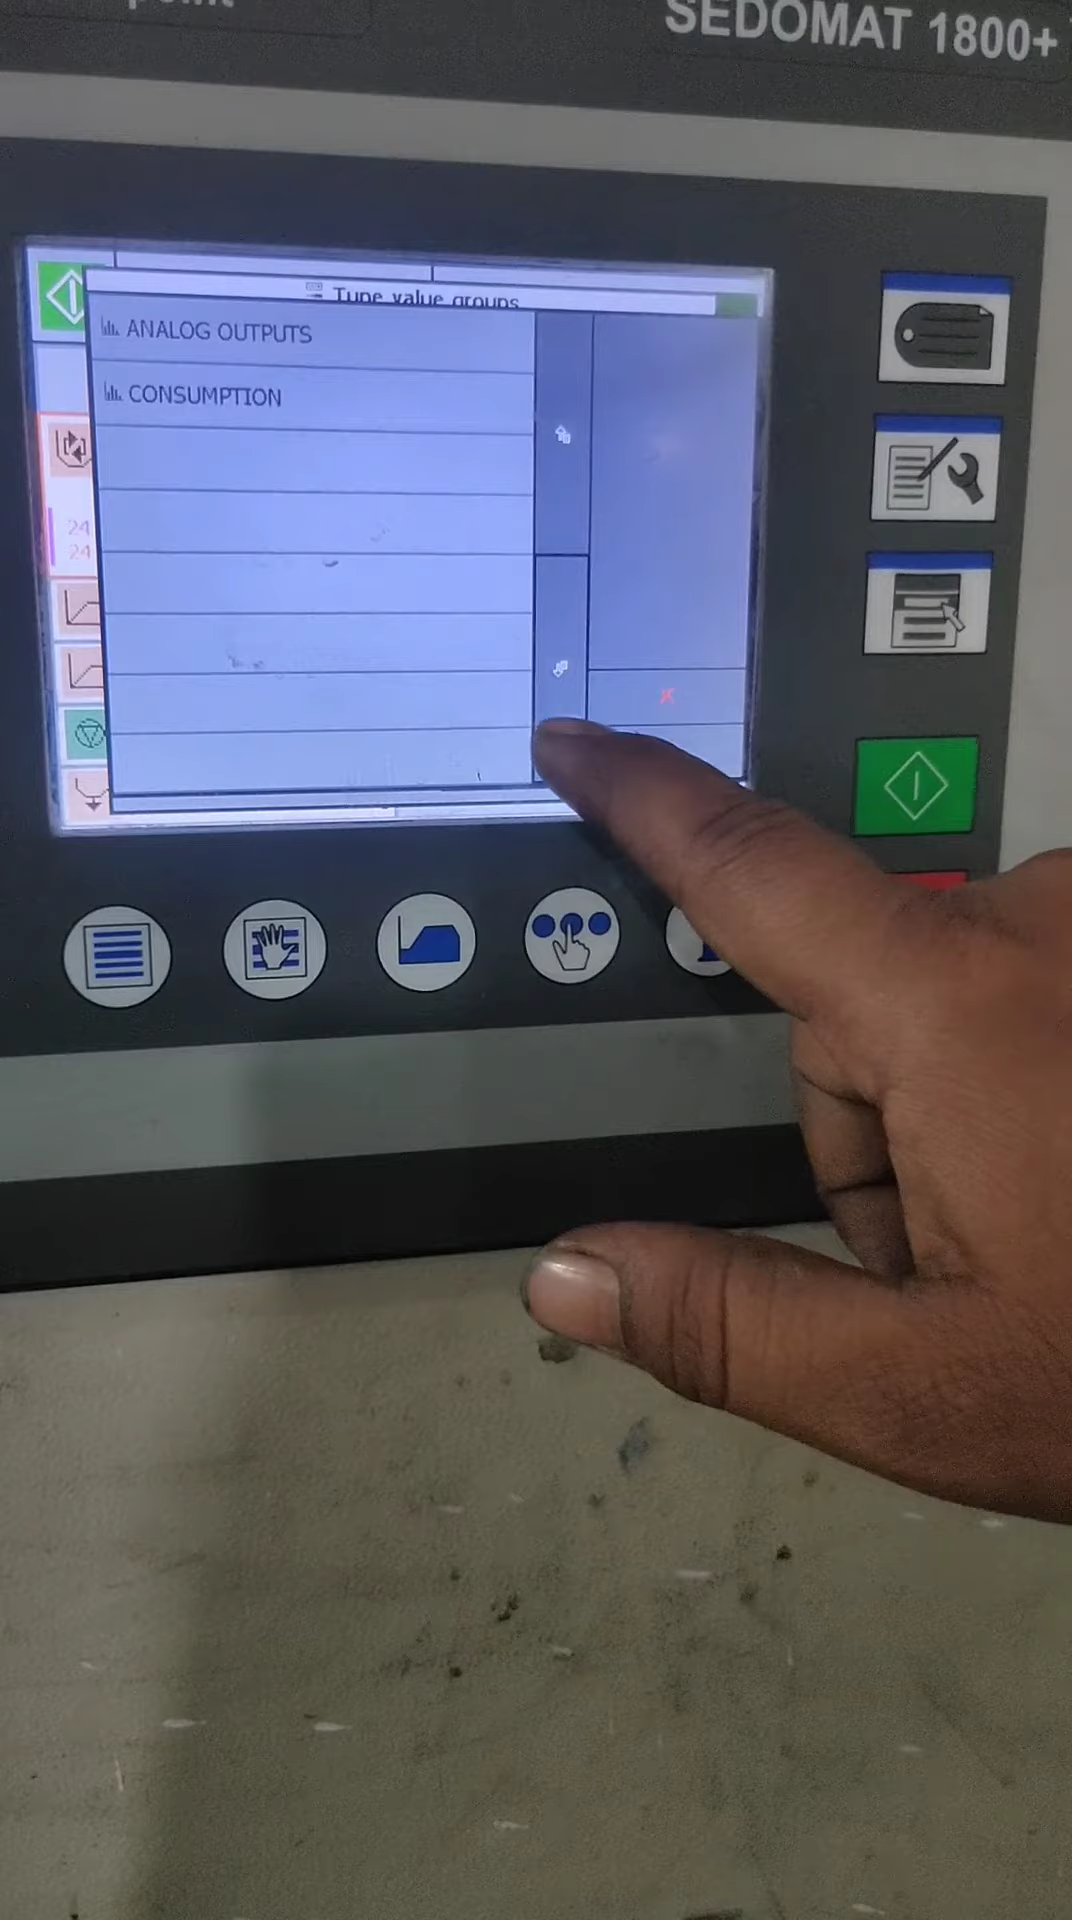 SEDOMAT 1800+
Type value groups
ANALOG OUTPUTS
CONSUMPTION
24
24